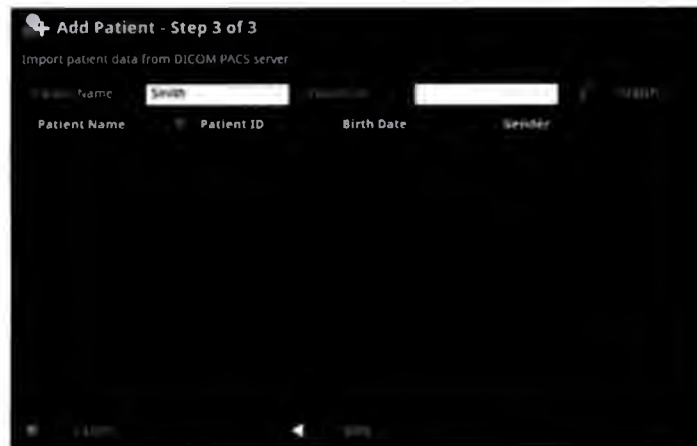 Add Patient - Step 3 of 3
Import patient data from DICOM PACS server
Name Smith
Patient Name Patient ID Birth Date Gender